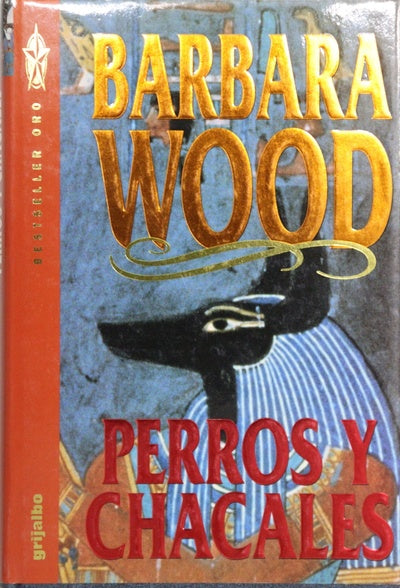 BARBARA
WOOD
PERROS Y
CHACALES
BESTSELLER ORO
grijalbo